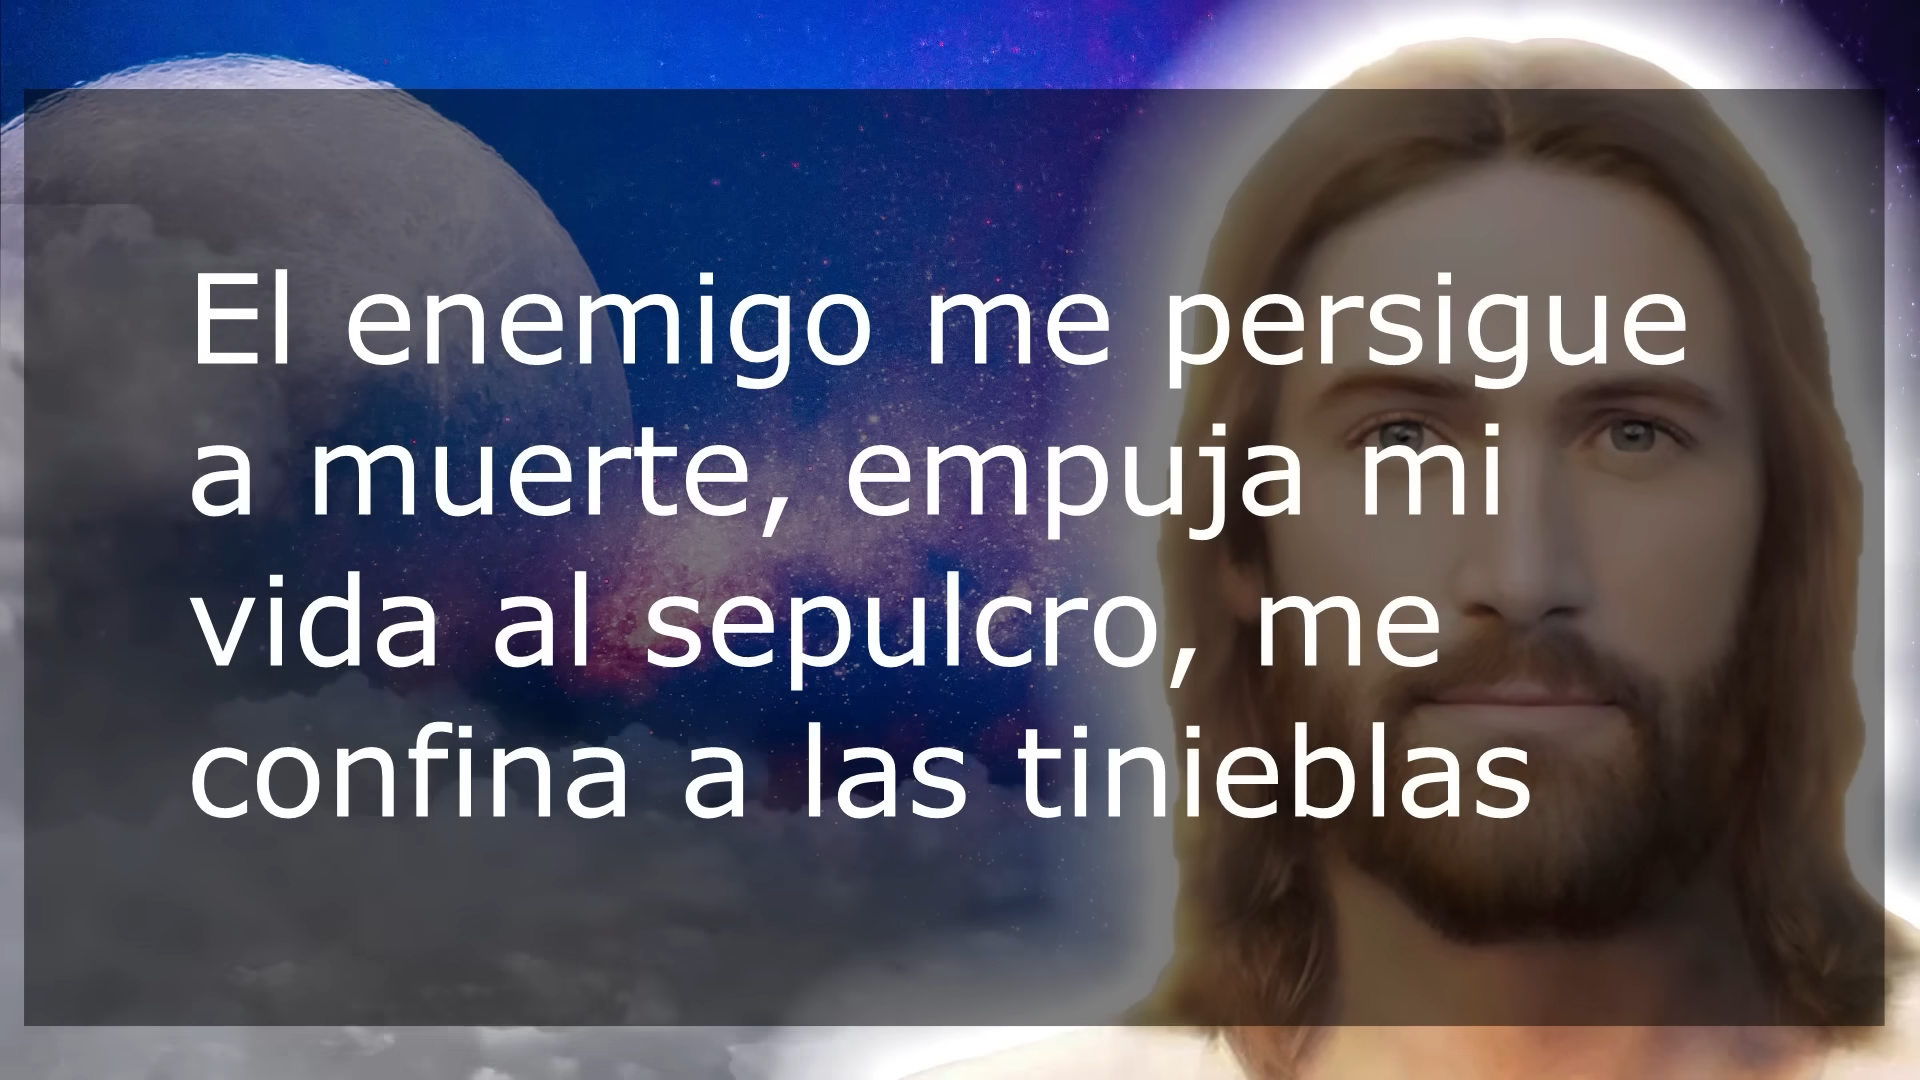 El enemigo me persigue
a muerte, empuja mi
vida al sepulcro, me
confina a las tinieblas